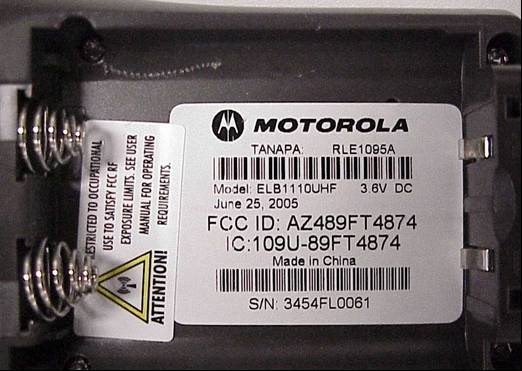 MOTOROLA
TANAPA: RLE1095A
Model: ELB1110UHF 3.6V DC
June 25, 2005
FCC ID: AZ489FT4874
IC:109U-89FT4874
Made in China
S/N: 3454FL0061
RESTRICTED TO OCCUPATIONAL
USE TO SATISFY FCC RF
EXPOSURE LIMITS. SEE USER
MANUAL FOR OPERATING
REQUIREMENTS.
ATTENTION!